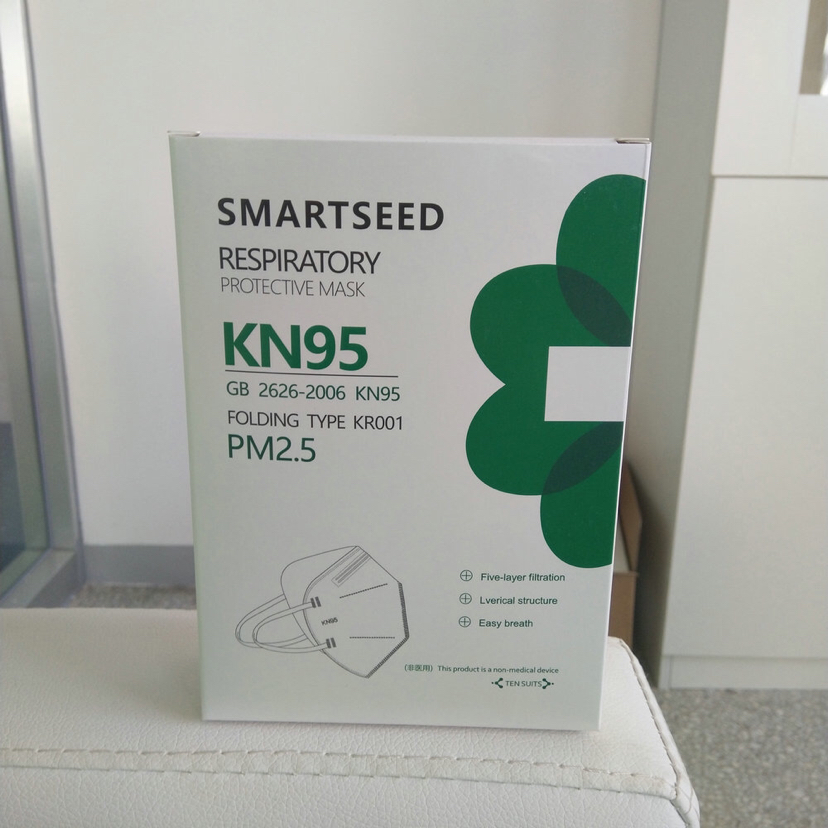 SMARTSEED
RESPIRATORY
PROTECTIVE MASK
KN95
GB 2626-2006 KN95
FOLDING TYPE KR001
PM2.5
KN95
Five-layer filtration
Lverical structure
Easy breath
(非医用) This product is a non-medical device
TEN SUITS